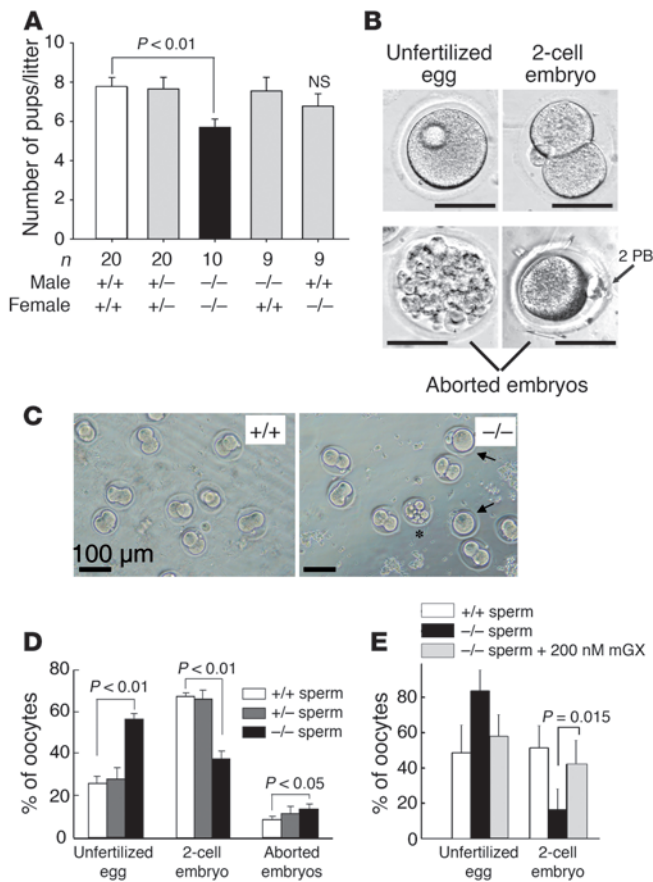 A
Number of pups/litter
10
8
6
4
2
0
P < 0.01
NS
n 20 20 10 9 9
Male +/+ +/– –/– –/– +/+
Female +/+ +/– –/– +/+ –/–
B
Unfertilized
egg
2-cell
embryo
2 PB
Aborted embryos
C
+/+
–/–
100 µm
*
D
% of oocytes
80
60
40
20
0
P < 0.01
P < 0.01
P < 0.05
+/+ sperm
+/– sperm
–/– sperm
Unfertilized
egg
2-cell
embryo
Aborted
embryos
+/+ sperm
–/– sperm
–/– sperm + 200 nM mGX
E
% of oocytes
80
60
40
20
0
P = 0.015
Unfertilized
egg
2-cell
embryo